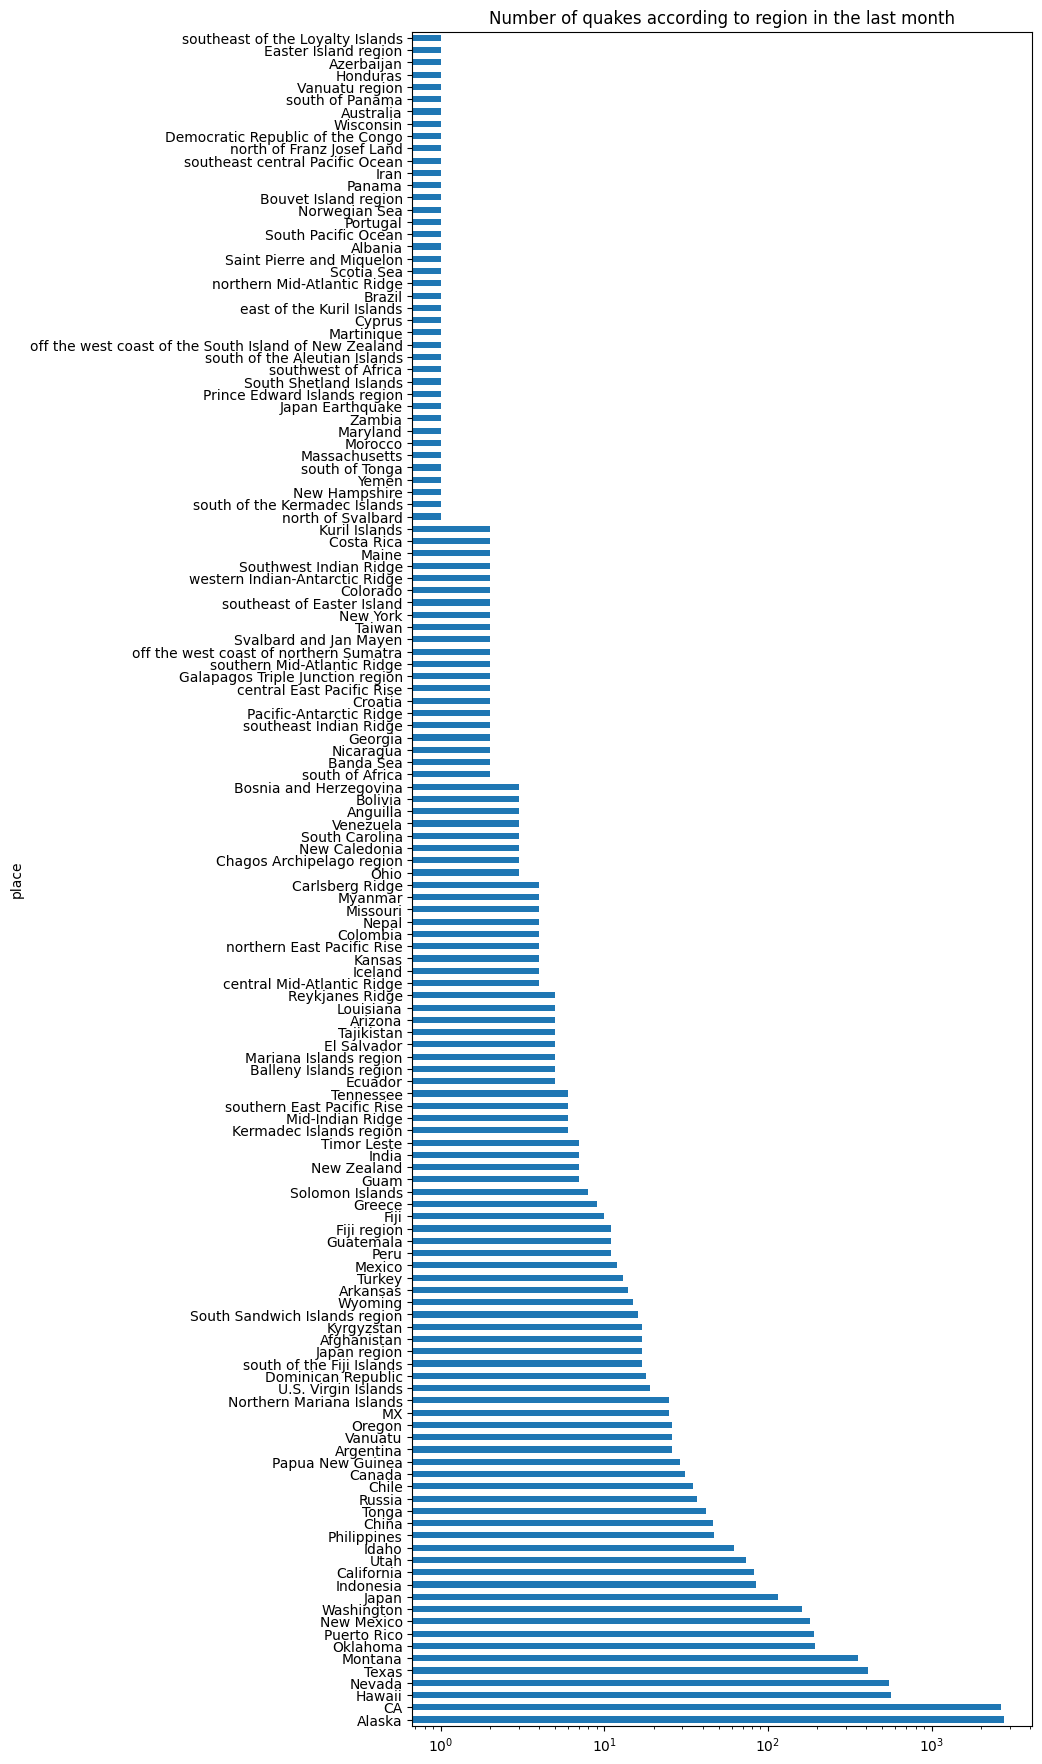 Number of quakes according to region in the last month
southeast of the Loyalty Islands
Easter Island region
Azerbaijan
Honduras
Vanuatu region
south of Panama
Australia
Wisconsin
Democratic Republic of the Congo
north of Franz Josef Land
southeast central Pacific Ocean
Iran
Panama
Bouvet Island region
Norwegian Sea
Portugal
South Pacific Ocean
Albania
Saint Pierre and Miquelon
Scotia Sea
northern Mid-Atlantic Ridge
Brazil
east of the Kuril Islands
Cyprus
Martinique
off the west coast of the South Island of New Zealand
south of the Aleutian Islands
southwest of Africa
South Shetland Islands
Prince Edward Islands region
Japan Earthquake
Zambia
Maryland
Morocco
Massachusetts
south of Tonga
Yemen
New Hampshire
south of the Kermadec Islands
north of Svalbard
Kuril Islands
Costa Rica
Maine
Southwest Indian Ridge
western Indian-Antarctic Ridge
Colorado
southeast of Easter Island
New York
Taiwan
Svalbard and Jan Mayen
off the west coast of northern Sumatra
southern Mid-Atlantic Ridge
Galapagos Triple Junction region
central East Pacific Rise
Croatia
Pacific-Antarctic Ridge
southeast Indian Ridge
Georgia
Nicaragua
Banda Sea
south of Africa
Bosnia and Herzegovina
Bolivia
Anguilla
Venezuela
South Carolina
New Caledonia
Chagos Archipelago region
Ohio
Carlsberg Ridge
Myanmar
Missouri
Nepal
Colombia
northern East Pacific Rise
Kansas
Iceland
central Mid-Atlantic Ridge
Reykjanes Ridge
Louisiana
Arizona
Tajikistan
El Salvador
Mariana Islands region
Balleny Islands region
Ecuador
Tennessee
southern East Pacific Rise
Mid-Indian Ridge
Kermadec Islands region
Timor Leste
India
New Zealand
Guam
Solomon Islands
Greece
Fiji
Fiji region
Guatemala
Peru
Mexico
Turkey
Arkansas
Wyoming
South Sandwich Islands region
Kyrgyzstan
Afghanistan
Japan region
south of the Fiji Islands
Dominican Republic
U.S. Virgin Islands
Northern Mariana Islands
MX
Oregon
Vanuatu
Argentina
Papua New Guinea
Canada
Chile
Russia
Tonga
China
Philippines
Idaho
Utah
California
Indonesia
Japan
Washington
New Mexico
Puerto Rico
Oklahoma
Montana
Texas
Nevada
Hawaii
CA
Alaska
place
10⁰ 10¹ 10² 10³